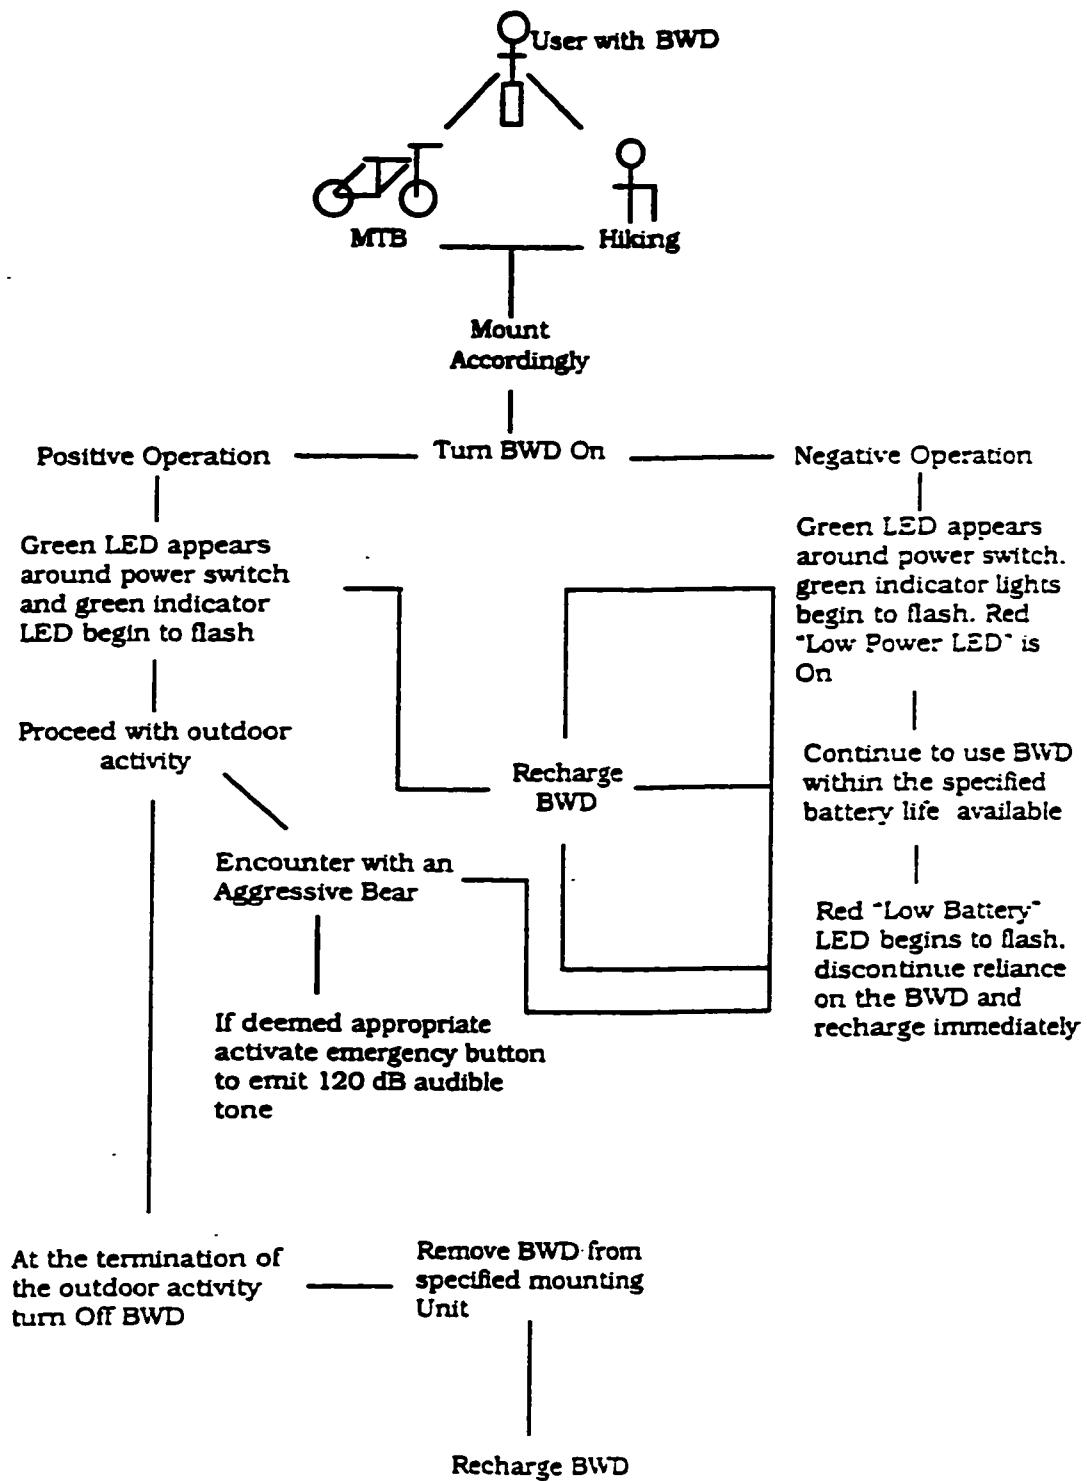 User with BWD
MTB
Hiking
Mount
Accordingly
Positive Operation
Turn BWD On
Negative Operation
Green LED appears
around power switch
and green indicator
LED begin to flash
Green LED appears
around power switch.
green indicator lights
begin to flash. Red
"Low Power LED" is
On
Proceed with outdoor
activity
Recharge
BWD
Continue to use BWD
within the specified
battery life available
Encounter with an
Aggressive Bear
Red "Low Battery"
LED begins to flash.
discontinue reliance
on the BWD and
recharge immediately
If deemed appropriate
activate emergency button
to emit 120 dB audible
tone
At the termination of
the outdoor activity
turn Off BWD
Remove BWD from
specified mounting
Unit
Recharge BWD